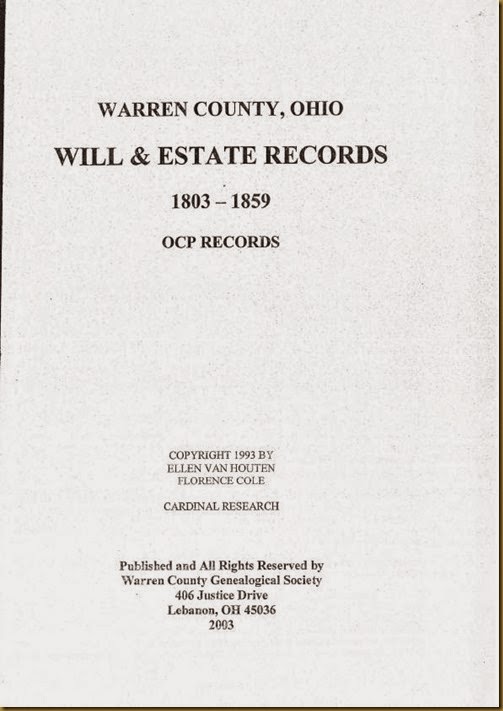 WARREN COUNTY, OHIO
WILL & ESTATE RECORDS
1803 – 1859
OCP RECORDS
COPYRIGHT 1993 BY
ELLEN VAN HOUTEN
FLORENCE COLE
CARDINAL RESEARCH
Published and All Rights Reserved by
Warren County Genealogical Society
406 Justice Drive
Lebanon, OH 45036
2003